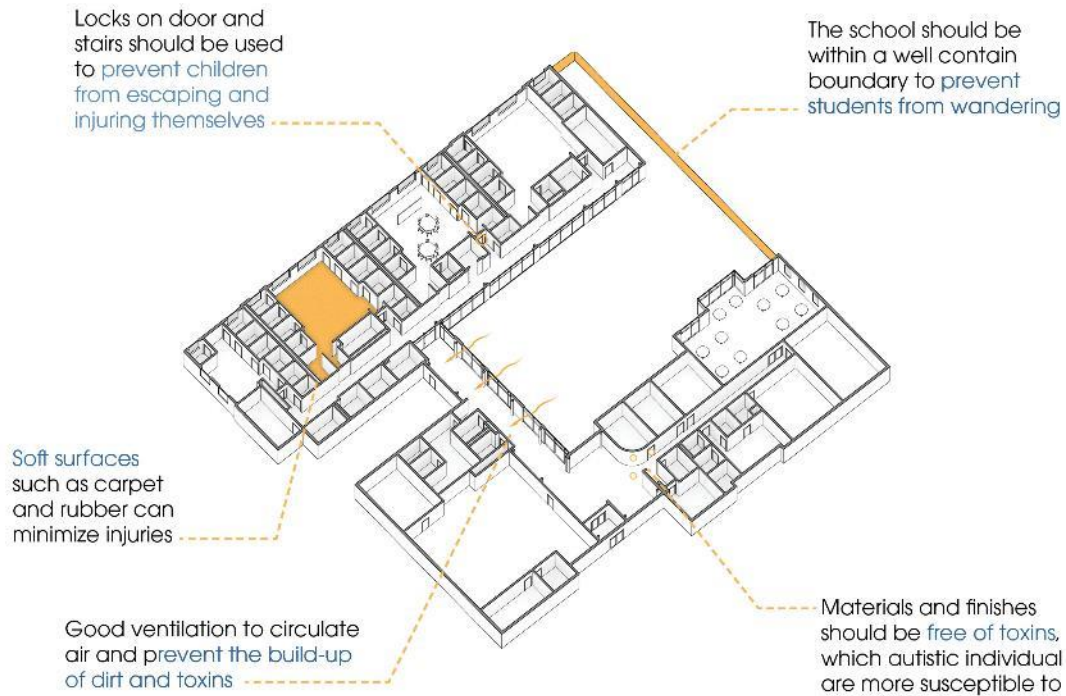 Locks on door and
stairs should be used
to prevent children
from escaping and
injuring themselves
The school should be
within a well contain
boundary to prevent
students from wandering
Soft surfaces
such as carpet
and rubber can
minimize injuries
Good ventilation to circulate
air and prevent the build-up
of dirt and toxins
Materials and finishes
should be free of toxins,
which autistic individual
are more susceptible to